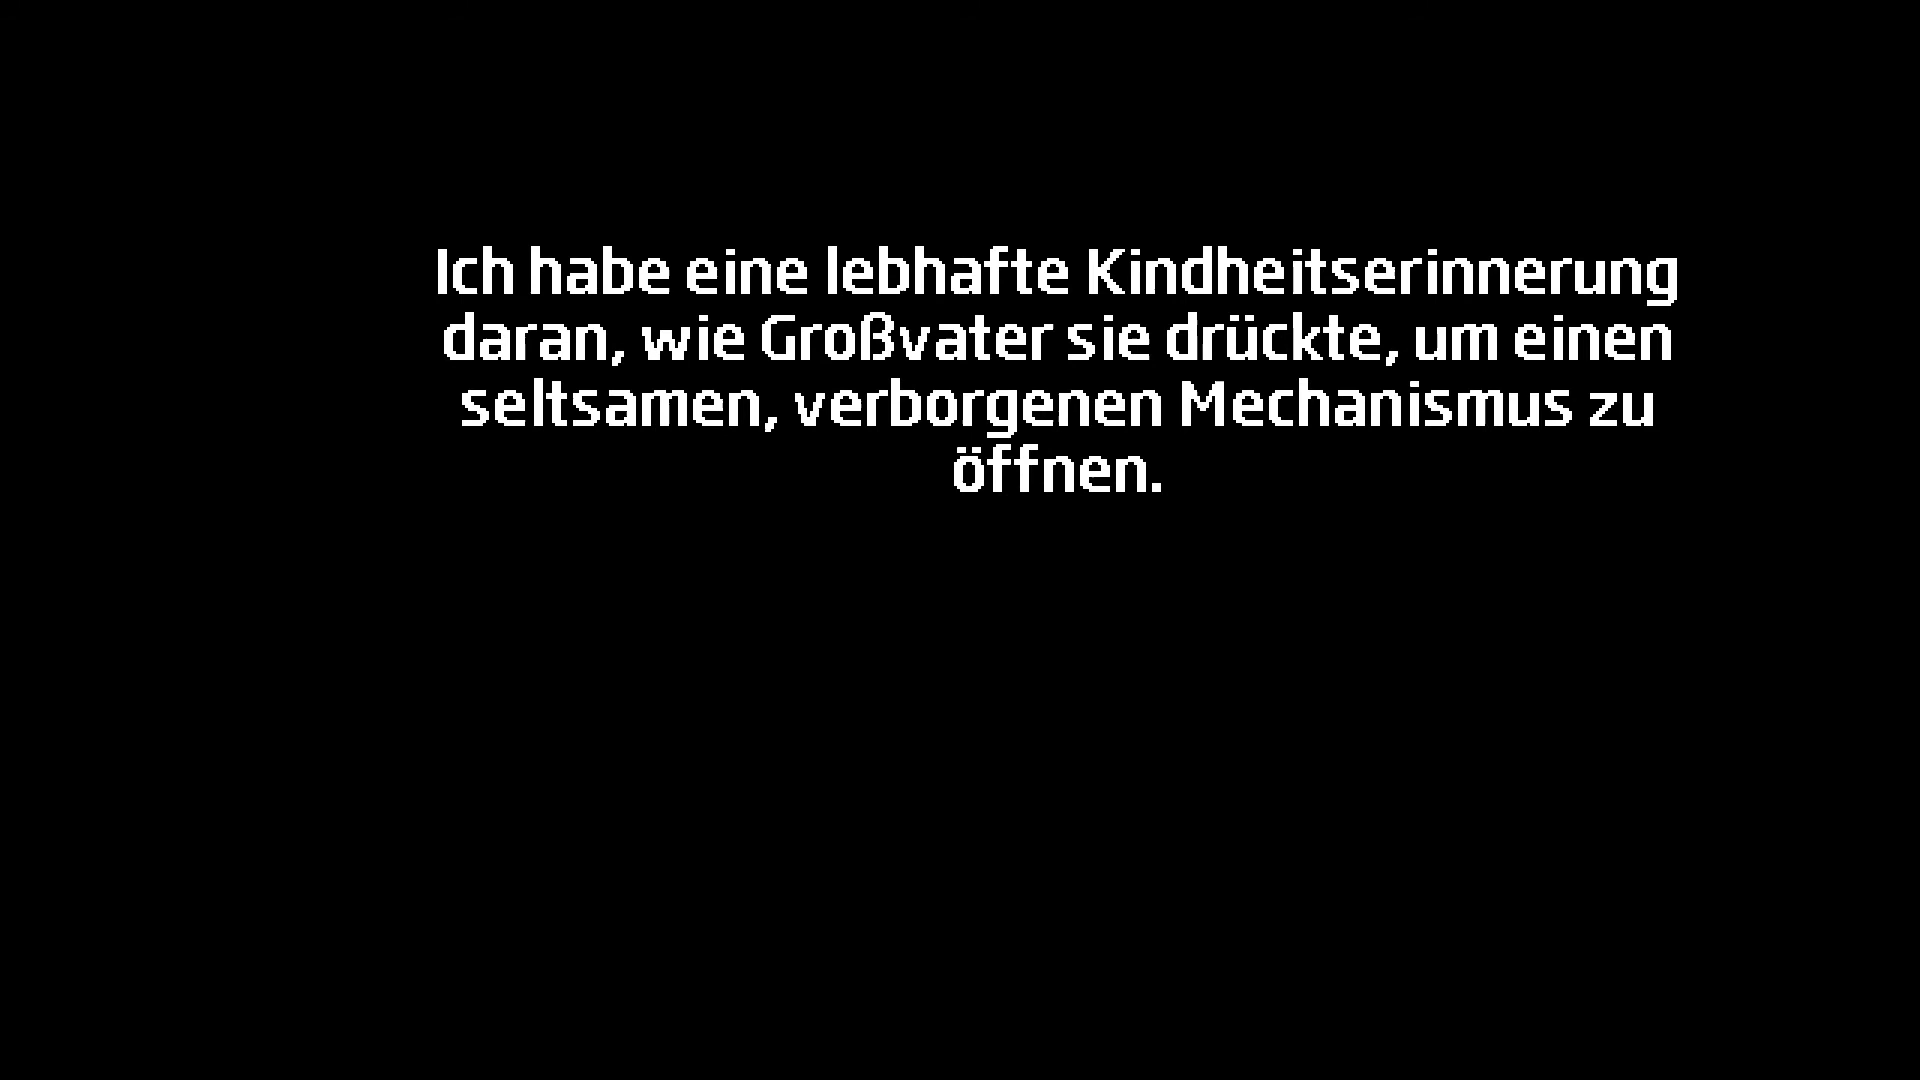 Ich habe eine lebhafte Kindheitserinnerung
daran, wie Großvater sie drückte, um einen
seltsamen, verborgenen Mechanismus zu
öffnen.